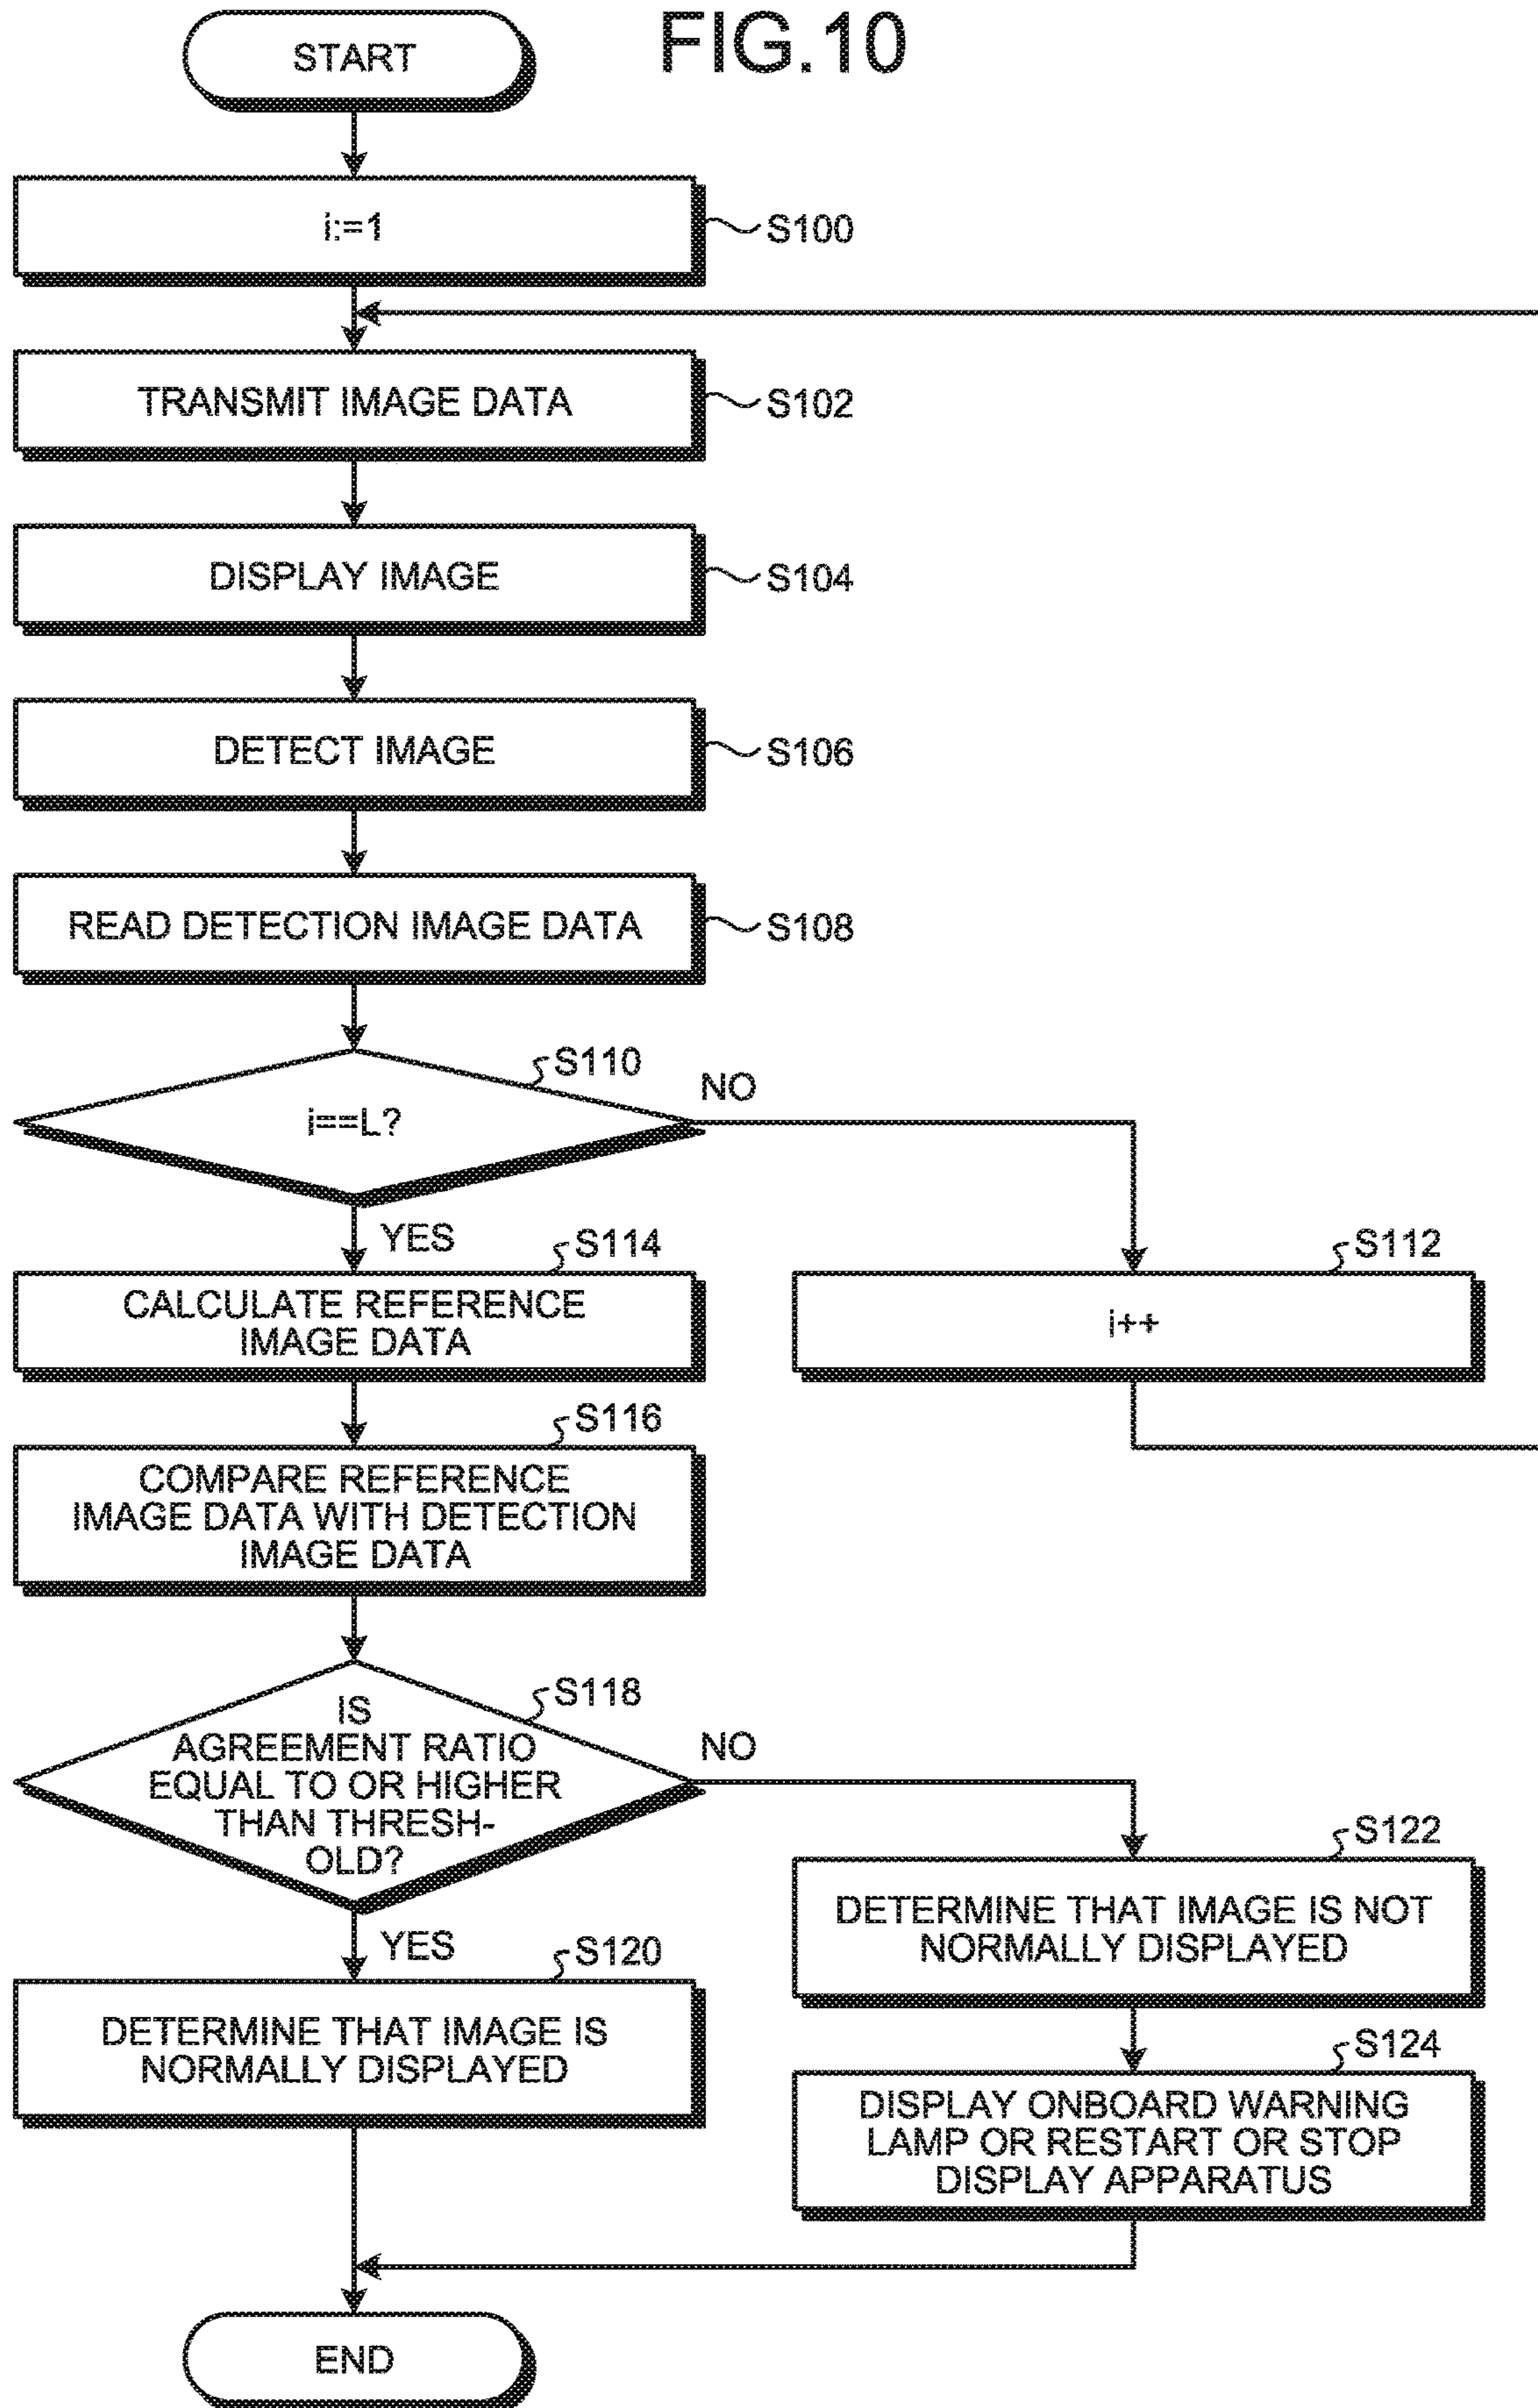 FIG.10
START
i:=1
S100
TRANSMIT IMAGE DATA
S102
DISPLAY IMAGE
S104
DETECT IMAGE
S106
READ DETECTION IMAGE DATA
S108
S110
i==L?
NO
YES
S114
CALCULATE REFERENCE
IMAGE DATA
S112
i++
S116
COMPARE REFERENCE
IMAGE DATA WITH DETECTION
IMAGE DATA
S118
IS
AGREEMENT RATIO
EQUAL TO OR HIGHER
THAN THRESH-
OLD?
NO
YES
S120
DETERMINE THAT IMAGE IS
NORMALLY DISPLAYED
S122
DETERMINE THAT IMAGE IS NOT
NORMALLY DISPLAYED
S124
DISPLAY ONBOARD WARNING
LAMP OR RESTART OR STOP
DISPLAY APPARATUS
END